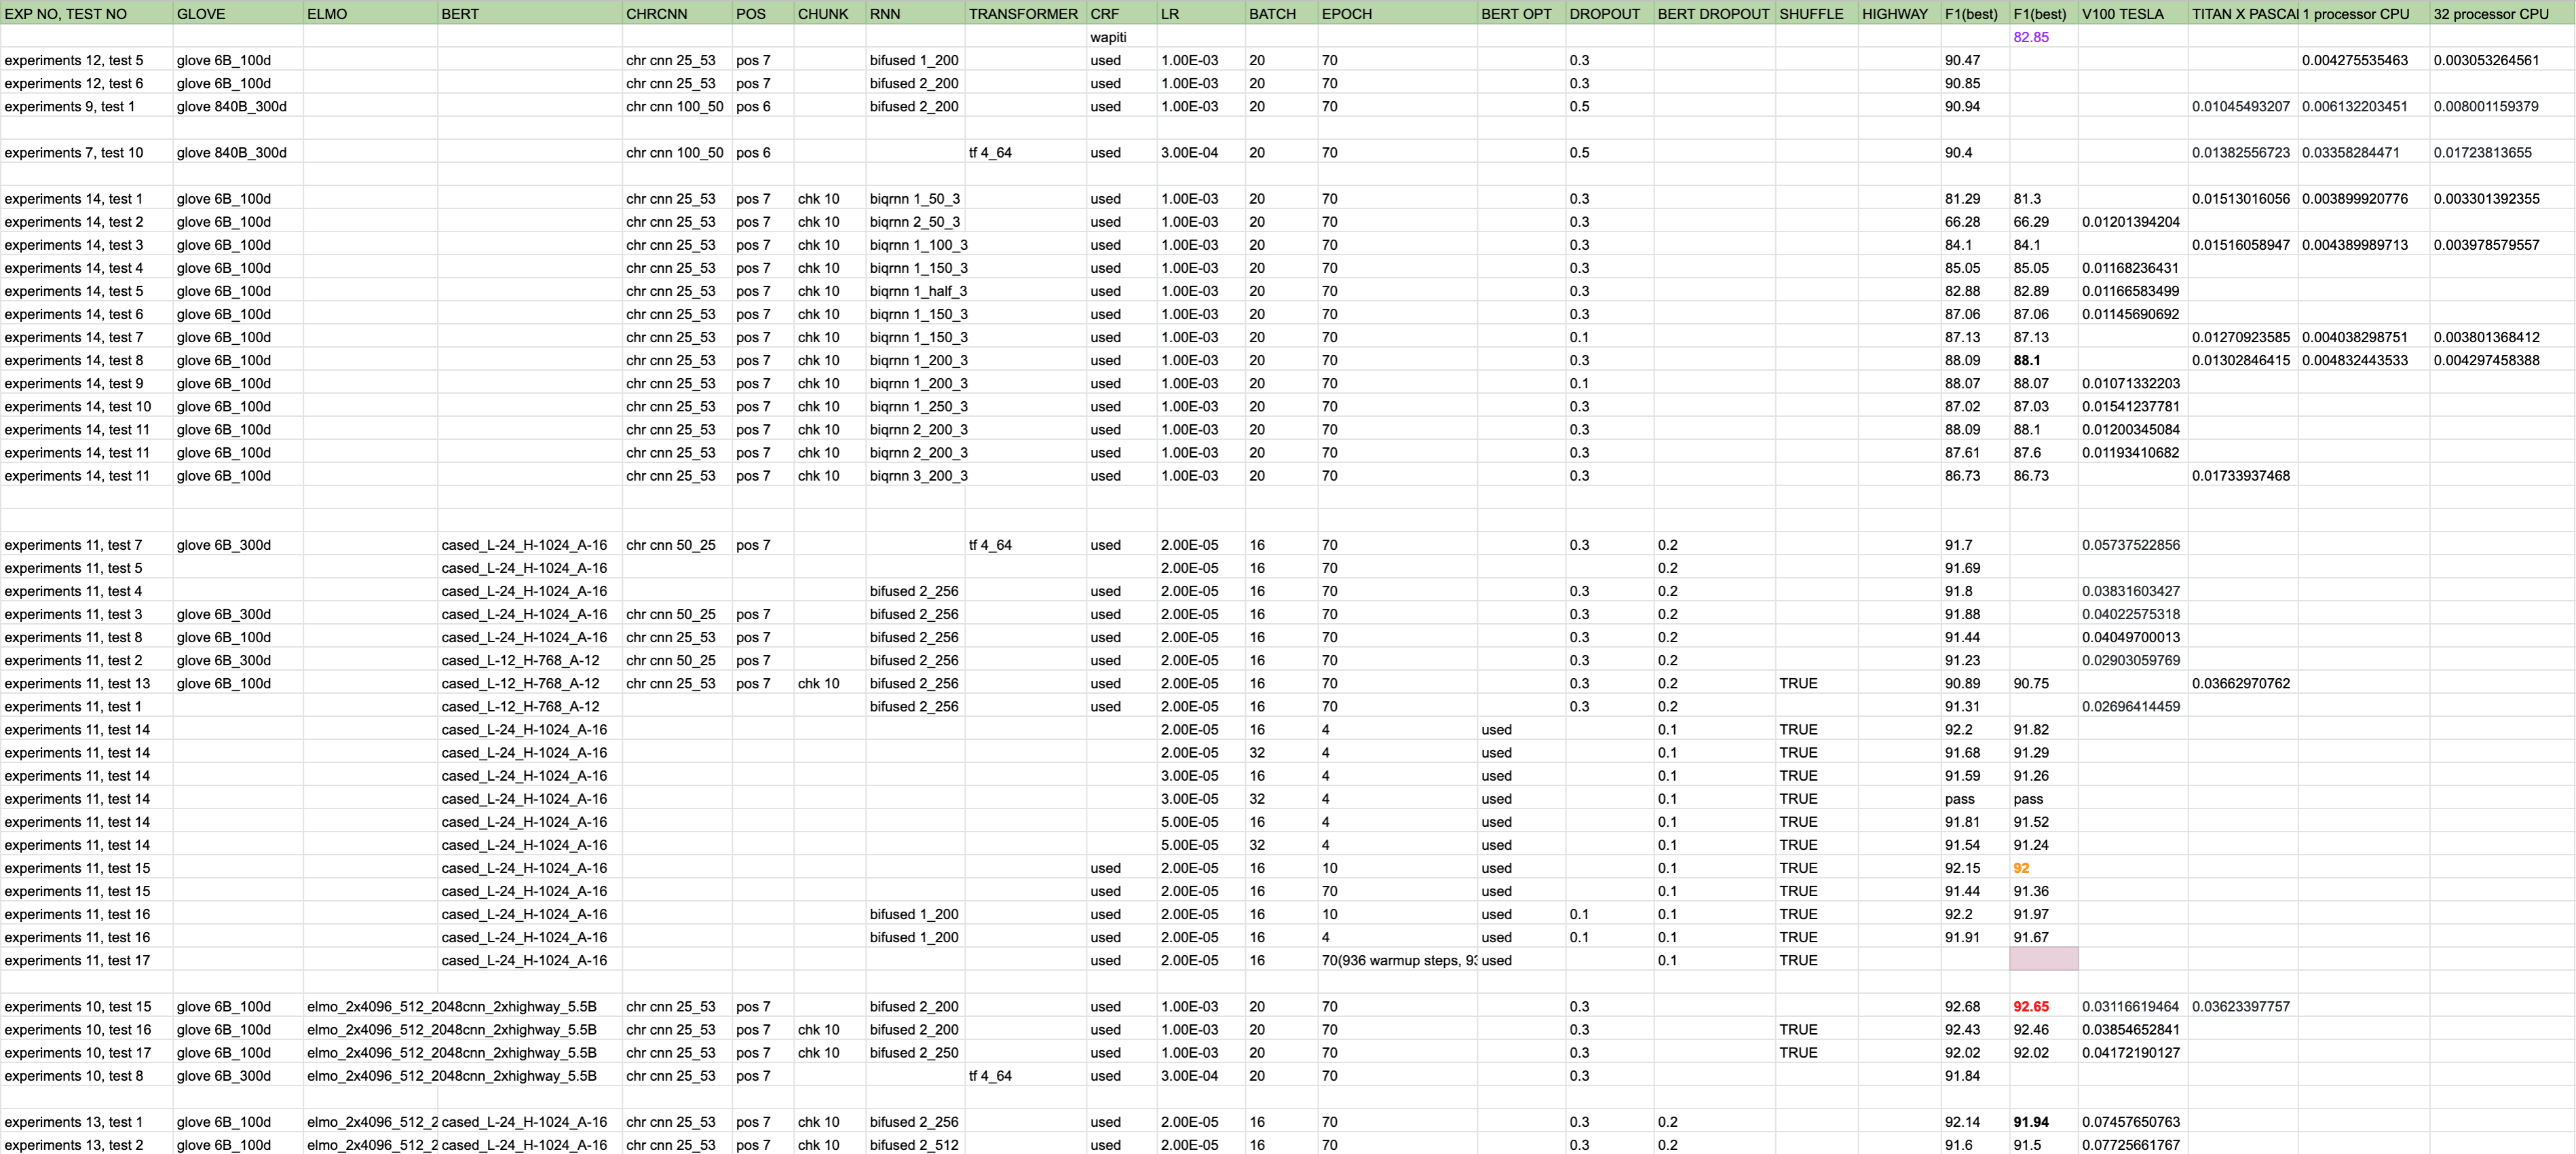 EXP NO, TEST NO GLOVE ELMO BERT CHRCNN POS CHUNK RNN TRANSFORMER CRF LR BATCH EPOCH BERT OPT DROPOUT BERT DROPOUT SHUFFLE HIGHWAY F1(best) F1(best) V100 TESLA TITAN X PASCAL 1 processor CPU 32 processor CPU
wapiti 82.85
experiments 12, test 5 glove 6B_100d chr cnn 25_53 pos 7 bifused 1_200 used 1.00E-03 20 70 0.3 90.47 0.004275535463 0.003053264561
experiments 12, test 6 glove 6B_100d chr cnn 25_53 pos 7 bifused 2_200 used 1.00E-03 20 70 0.3 90.85
experiments 9, test 1 glove 840B_300d chr cnn 100_50 pos 6 bifused 2_200 used 1.00E-03 20 70 0.5 90.94 0.01045493207 0.006132203451 0.008001159379
experiments 7, test 10 glove 840B_300d chr cnn 100_50 pos 6 tf 4_64 used 3.00E-04 20 70 0.5 90.4 0.01382556723 0.03358284471 0.01723813655
experiments 14, test 1 glove 6B_100d chr cnn 25_53 pos 7 chk 10 biqrnn 1_50_3 used 1.00E-03 20 70 0.3 81.29 81.3 0.01513016056 0.003899920776 0.003301392355
experiments 14, test 2 glove 6B_100d chr cnn 25_53 pos 7 chk 10 biqrnn 2_50_3 used 1.00E-03 20 70 0.3 66.28 66.29 0.01201394204
experiments 14, test 3 glove 6B_100d chr cnn 25_53 pos 7 chk 10 biqrnn 1_100_3 used 1.00E-03 20 70 0.3 84.1 84.1 0.01516058947 0.004389989713 0.003978579557
experiments 14, test 4 glove 6B_100d chr cnn 25_53 pos 7 chk 10 biqrnn 1_150_3 used 1.00E-03 20 70 0.3 85.05 85.05 0.01168236431
experiments 14, test 5 glove 6B_100d chr cnn 25_53 pos 7 chk 10 biqrnn 1_half_3 used 1.00E-03 20 70 0.3 82.88 82.89 0.01166583499
experiments 14, test 6 glove 6B_100d chr cnn 25_53 pos 7 chk 10 biqrnn 1_150_3 used 1.00E-03 20 70 0.3 87.06 87.06 0.01145690692
experiments 14, test 7 glove 6B_100d chr cnn 25_53 pos 7 chk 10 biqrnn 1_150_3 used 1.00E-03 20 70 0.1 87.13 87.13 0.01270923585 0.004038298751 0.003801368412
experiments 14, test 8 glove 6B_100d chr cnn 25_53 pos 7 chk 10 biqrnn 1_200_3 used 1.00E-03 20 70 0.3 88.09 88.1 0.01302846415 0.004832443533 0.004297458388
experiments 14, test 9 glove 6B_100d chr cnn 25_53 pos 7 chk 10 biqrnn 1_200_3 used 1.00E-03 20 70 0.1 88.07 88.07 0.01071332203
experiments 14, test 10 glove 6B_100d chr cnn 25_53 pos 7 chk 10 biqrnn 1_250_3 used 1.00E-03 20 70 0.3 87.02 87.03 0.01541237781
experiments 14, test 11 glove 6B_100d chr cnn 25_53 pos 7 chk 10 biqrnn 2_200_3 used 1.00E-03 20 70 0.3 88.09 88.1 0.01200345084
experiments 14, test 11 glove 6B_100d chr cnn 25_53 pos 7 chk 10 biqrnn 2_200_3 used 1.00E-03 20 70 0.3 87.61 87.6 0.01193410682
experiments 14, test 11 glove 6B_100d chr cnn 25_53 pos 7 chk 10 biqrnn 3_200_3 used 1.00E-03 20 70 0.3 86.73 86.73 0.01733937468
experiments 11, test 7 glove 6B_300d cased_L-24_H-1024_A-16 chr cnn 50_25 pos 7 tf 4_64 used 2.00E-05 16 70 0.3 0.2 91.7 0.05737522856
experiments 11, test 5 cased_L-24_H-1024_A-16 2.00E-05 16 70 0.2 91.69
experiments 11, test 4 cased_L-24_H-1024_A-16 bifused 2_256 used 2.00E-05 16 70 0.3 0.2 91.8 0.03831603427
experiments 11, test 3 glove 6B_300d cased_L-24_H-1024_A-16 chr cnn 50_25 pos 7 bifused 2_256 used 2.00E-05 16 70 0.3 0.2 91.88 0.04022575318
experiments 11, test 8 glove 6B_100d cased_L-24_H-1024_A-16 chr cnn 25_53 pos 7 bifused 2_256 used 2.00E-05 16 70 0.3 0.2 91.44 0.04049700013
experiments 11, test 2 glove 6B_300d cased_L-12_H-768_A-12 chr cnn 50_25 pos 7 bifused 2_256 used 2.00E-05 16 70 0.3 0.2 91.23 0.02903059769
experiments 11, test 13 glove 6B_100d cased_L-12_H-768_A-12 chr cnn 25_53 pos 7 chk 10 bifused 2_256 used 2.00E-05 16 70 0.3 0.2 TRUE 90.89 90.75 0.03662970762
experiments 11, test 1 cased_L-12_H-768_A-12 bifused 2_256 used 2.00E-05 16 70 0.3 0.2 91.31 0.02696414459
experiments 11, test 14 cased_L-24_H-1024_A-16 2.00E-05 16 4 used 0.1 TRUE 92.2 91.82
experiments 11, test 14 cased_L-24_H-1024_A-16 2.00E-05 32 4 used 0.1 TRUE 91.68 91.29
experiments 11, test 14 cased_L-24_H-1024_A-16 3.00E-05 16 4 used 0.1 TRUE 91.59 91.26
experiments 11, test 14 cased_L-24_H-1024_A-16 3.00E-05 32 4 used 0.1 TRUE pass pass
experiments 11, test 14 cased_L-24_H-1024_A-16 5.00E-05 16 4 used 0.1 TRUE 91.81 91.52
experiments 11, test 14 cased_L-24_H-1024_A-16 5.00E-05 32 4 used 0.1 TRUE 91.54 91.24
experiments 11, test 15 cased_L-24_H-1024_A-16 used 2.00E-05 16 10 used 0.1 TRUE 92.15 92
experiments 11, test 15 cased_L-24_H-1024_A-16 used 2.00E-05 16 70 used 0.1 TRUE 91.44 91.36
experiments 11, test 16 cased_L-24_H-1024_A-16 bifused 1_200 used 2.00E-05 16 10 used 0.1 0.1 TRUE 92.2 91.97
experiments 11, test 16 cased_L-24_H-1024_A-16 bifused 1_200 used 2.00E-05 16 4 used 0.1 0.1 TRUE 91.91 91.67
experiments 11, test 17 cased_L-24_H-1024_A-16 used 2.00E-05 16 70(936 warmup steps, 93 used 0.1 TRUE
experiments 10, test 15 glove 6B_100d elmo_2x4096_512_2048cnn_2xhighway_5.5B chr cnn 25_53 pos 7 bifused 2_200 used 1.00E-03 20 70 0.3 92.68 92.65 0.03116619464 0.03623397757
experiments 10, test 16 glove 6B_100d elmo_2x4096_512_2048cnn_2xhighway_5.5B chr cnn 25_53 pos 7 chk 10 bifused 2_200 used 1.00E-03 20 70 0.3 TRUE 92.43 92.46 0.03854652841
experiments 10, test 17 glove 6B_100d elmo_2x4096_512_2048cnn_2xhighway_5.5B chr cnn 25_53 pos 7 chk 10 bifused 2_250 used 1.00E-03 20 70 0.3 TRUE 92.02 92.02 0.04172190127
experiments 10, test 8 glove 6B_300d elmo_2x4096_512_2048cnn_2xhighway_5.5B chr cnn 25_53 pos 7 tf 4_64 used 3.00E-04 20 70 0.3 91.84
experiments 13, test 1 glove 6B_100d elmo_2x4096_512_2 cased_L-24_H-1024_A-16 chr cnn 25_53 pos 7 chk 10 bifused 2_256 used 2.00E-05 16 70 0.3 0.2 92.14 91.94 0.07457650763
experiments 13, test 2 glove 6B_100d elmo_2x4096_512_2 cased_L-24_H-1024_A-16 chr cnn 25_53 pos 7 chk 10 bifused 2_512 used 2.00E-05 16 70 0.3 0.2 91.6 91.5 0.07725661767